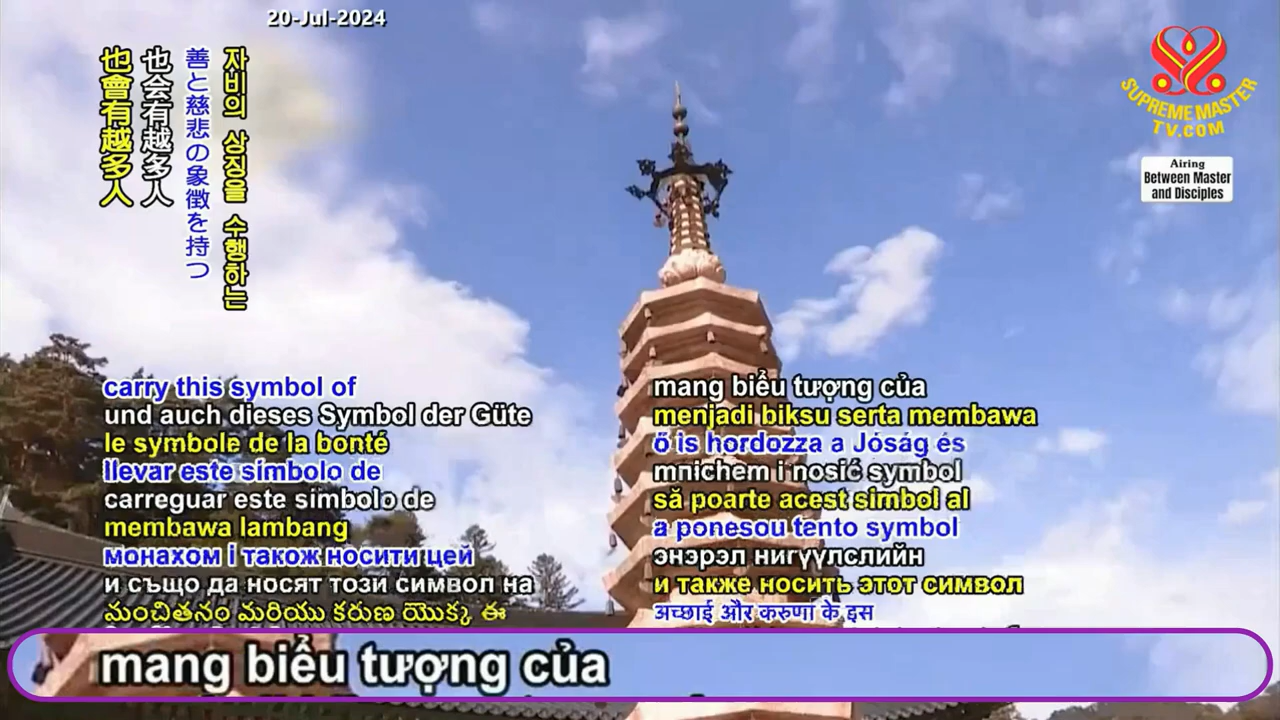 20-Jul-2024
SUPREME MASTER
TV.COM
Airing
Between Master
and Disciples
자비의 상징을 수행하는
善と慈悲の象徴を持つ
也会有越多人
也會有越多人
carry this symbol of
und auch dieses Symbol der Güte
le symbole de la bonté
llevar este símbolo de
carreguar este símbolo de
membawa lambang
монахом і також носити цей
и също да носят този символ на
మంచితనం మరియు కరుణ యొక్క ఈ
mang biểu tượng của
menjadi biksu serta membawa
ő is hordozza a Jóság és
mnichem i nosić symbol
să poarte acest simbol al
a ponesou tento symbol
энэрэл нигүүлслийн
и также носить этот символ
अच्छाई और करुणा के इस
mang biểu tượng của